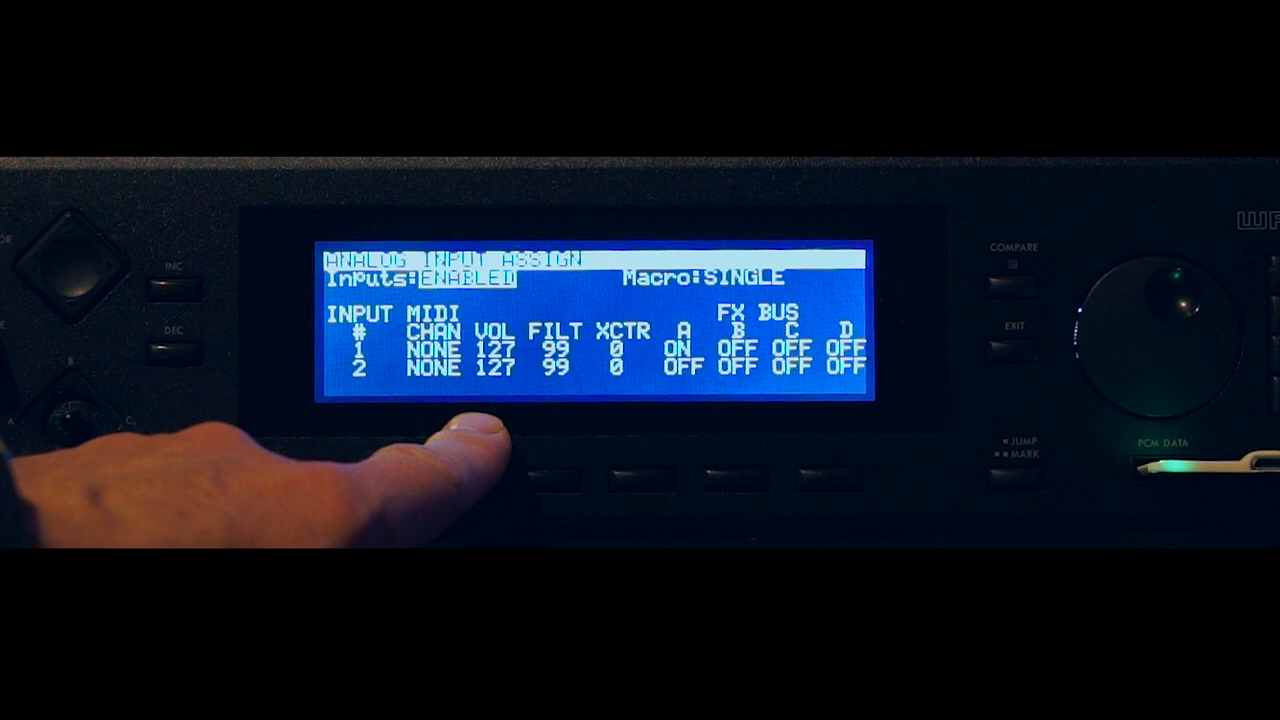 ANALOG INPUT ASSIGN
Inputs:ENABLED Macro:SINGLE
INPUT MIDI FX BUS
# CHAN VOL FILT XCTR A B C D
1 NONE 127 99 0 ON OFF OFF OFF
2 NONE 127 99 0 OFF OFF OFF OFF
INC
DEC
B
A
C
COMPARE
EXIT
JUMP
MARK
PCM DATA